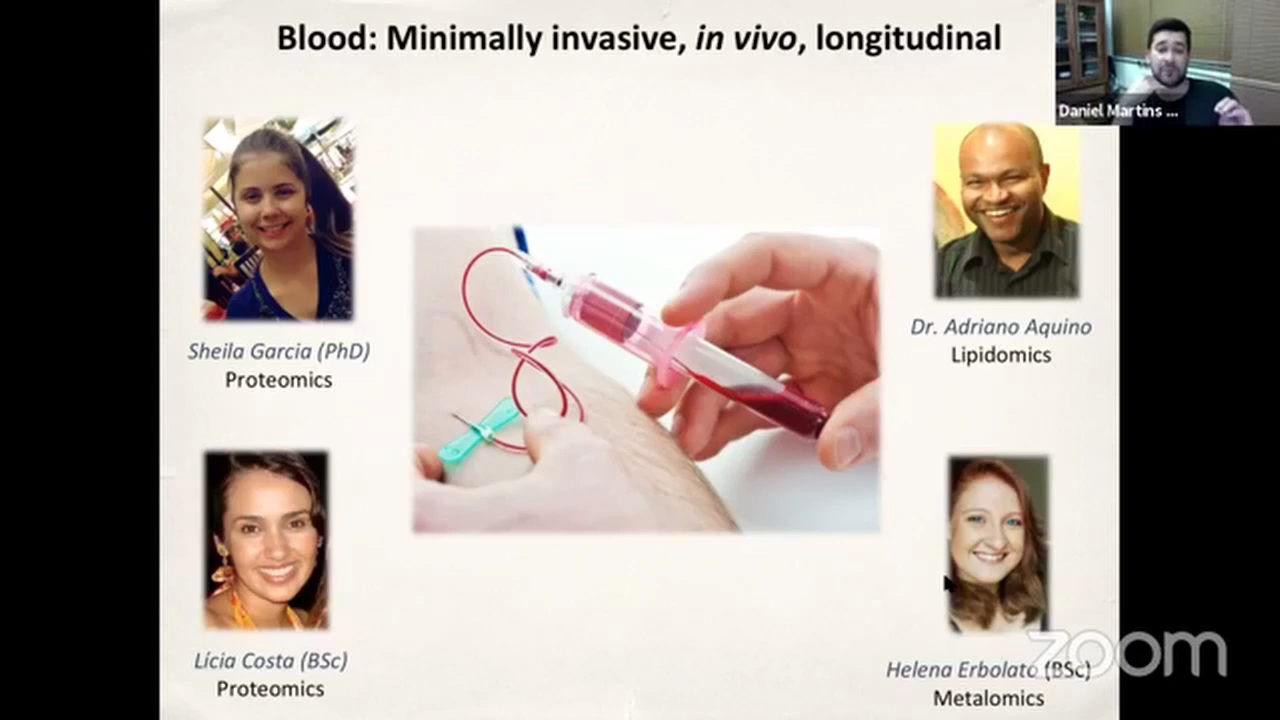 Blood: Minimally invasive, in vivo, longitudinal
Daniel Martins ...
Sheila Garcia (PhD)
Proteomics
Dr. Adriano Aquino
Lipidomics
Lícia Costa (BSc)
Proteomics
Helena Erbolato (BSc)
Metalomics
zoom